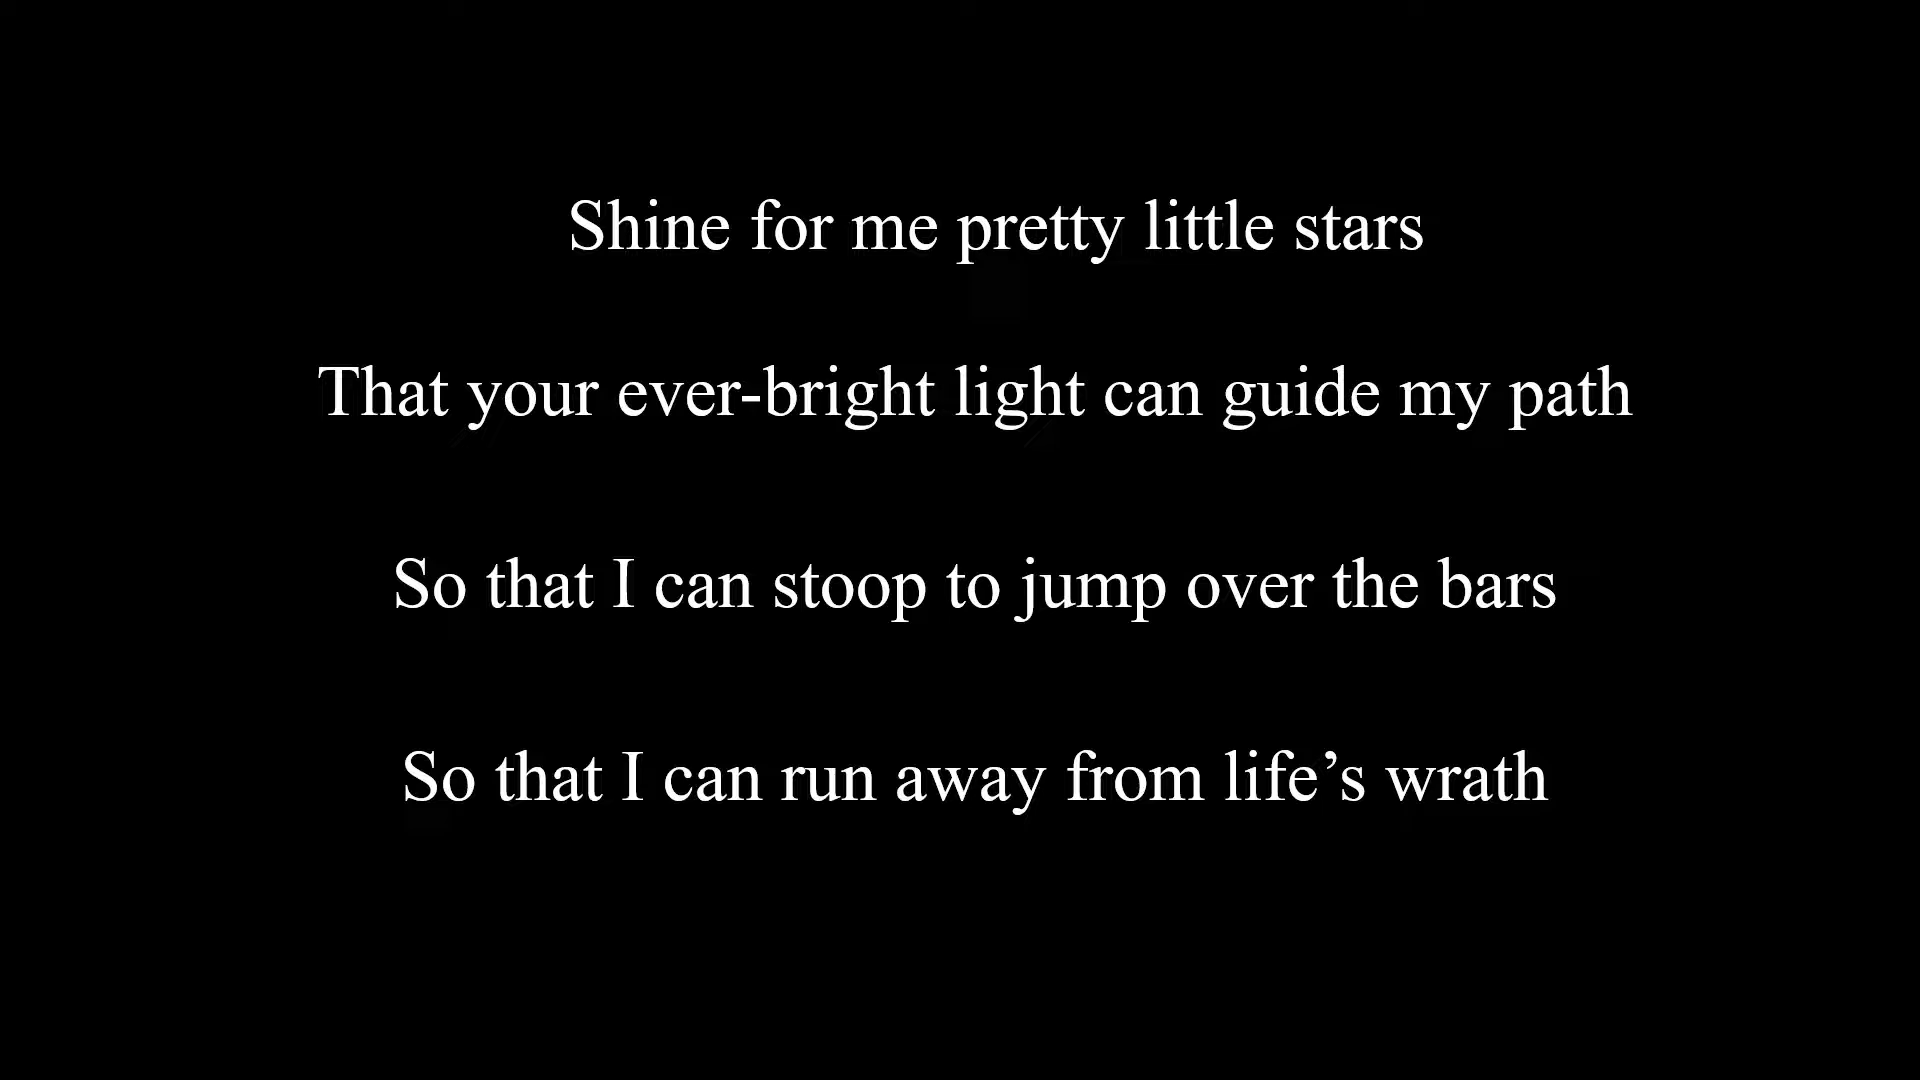 Shine for me pretty little stars
That your ever-bright light can guide my path
So that I can stoop to jump over the bars
So that I can run away from life’s wrath